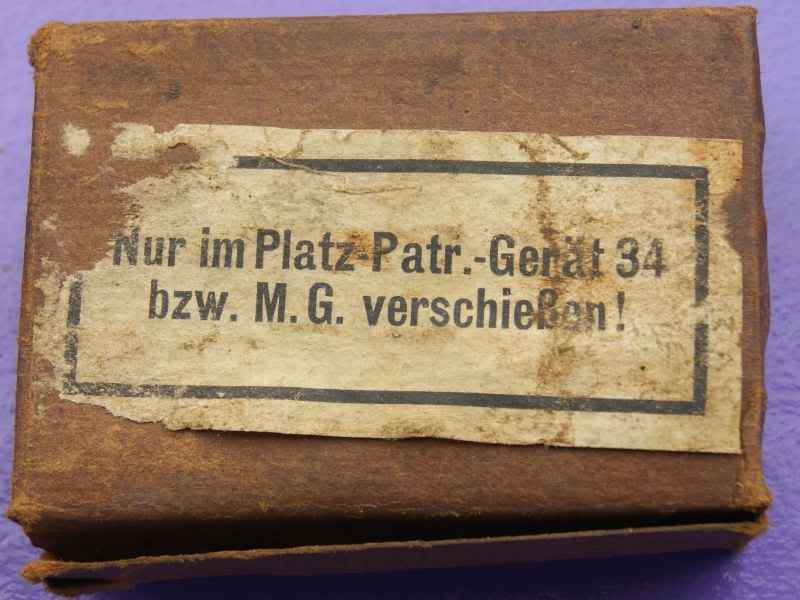 Nur im Platz-Patr.-Gerät 34
bzw. M.G. verschießen!